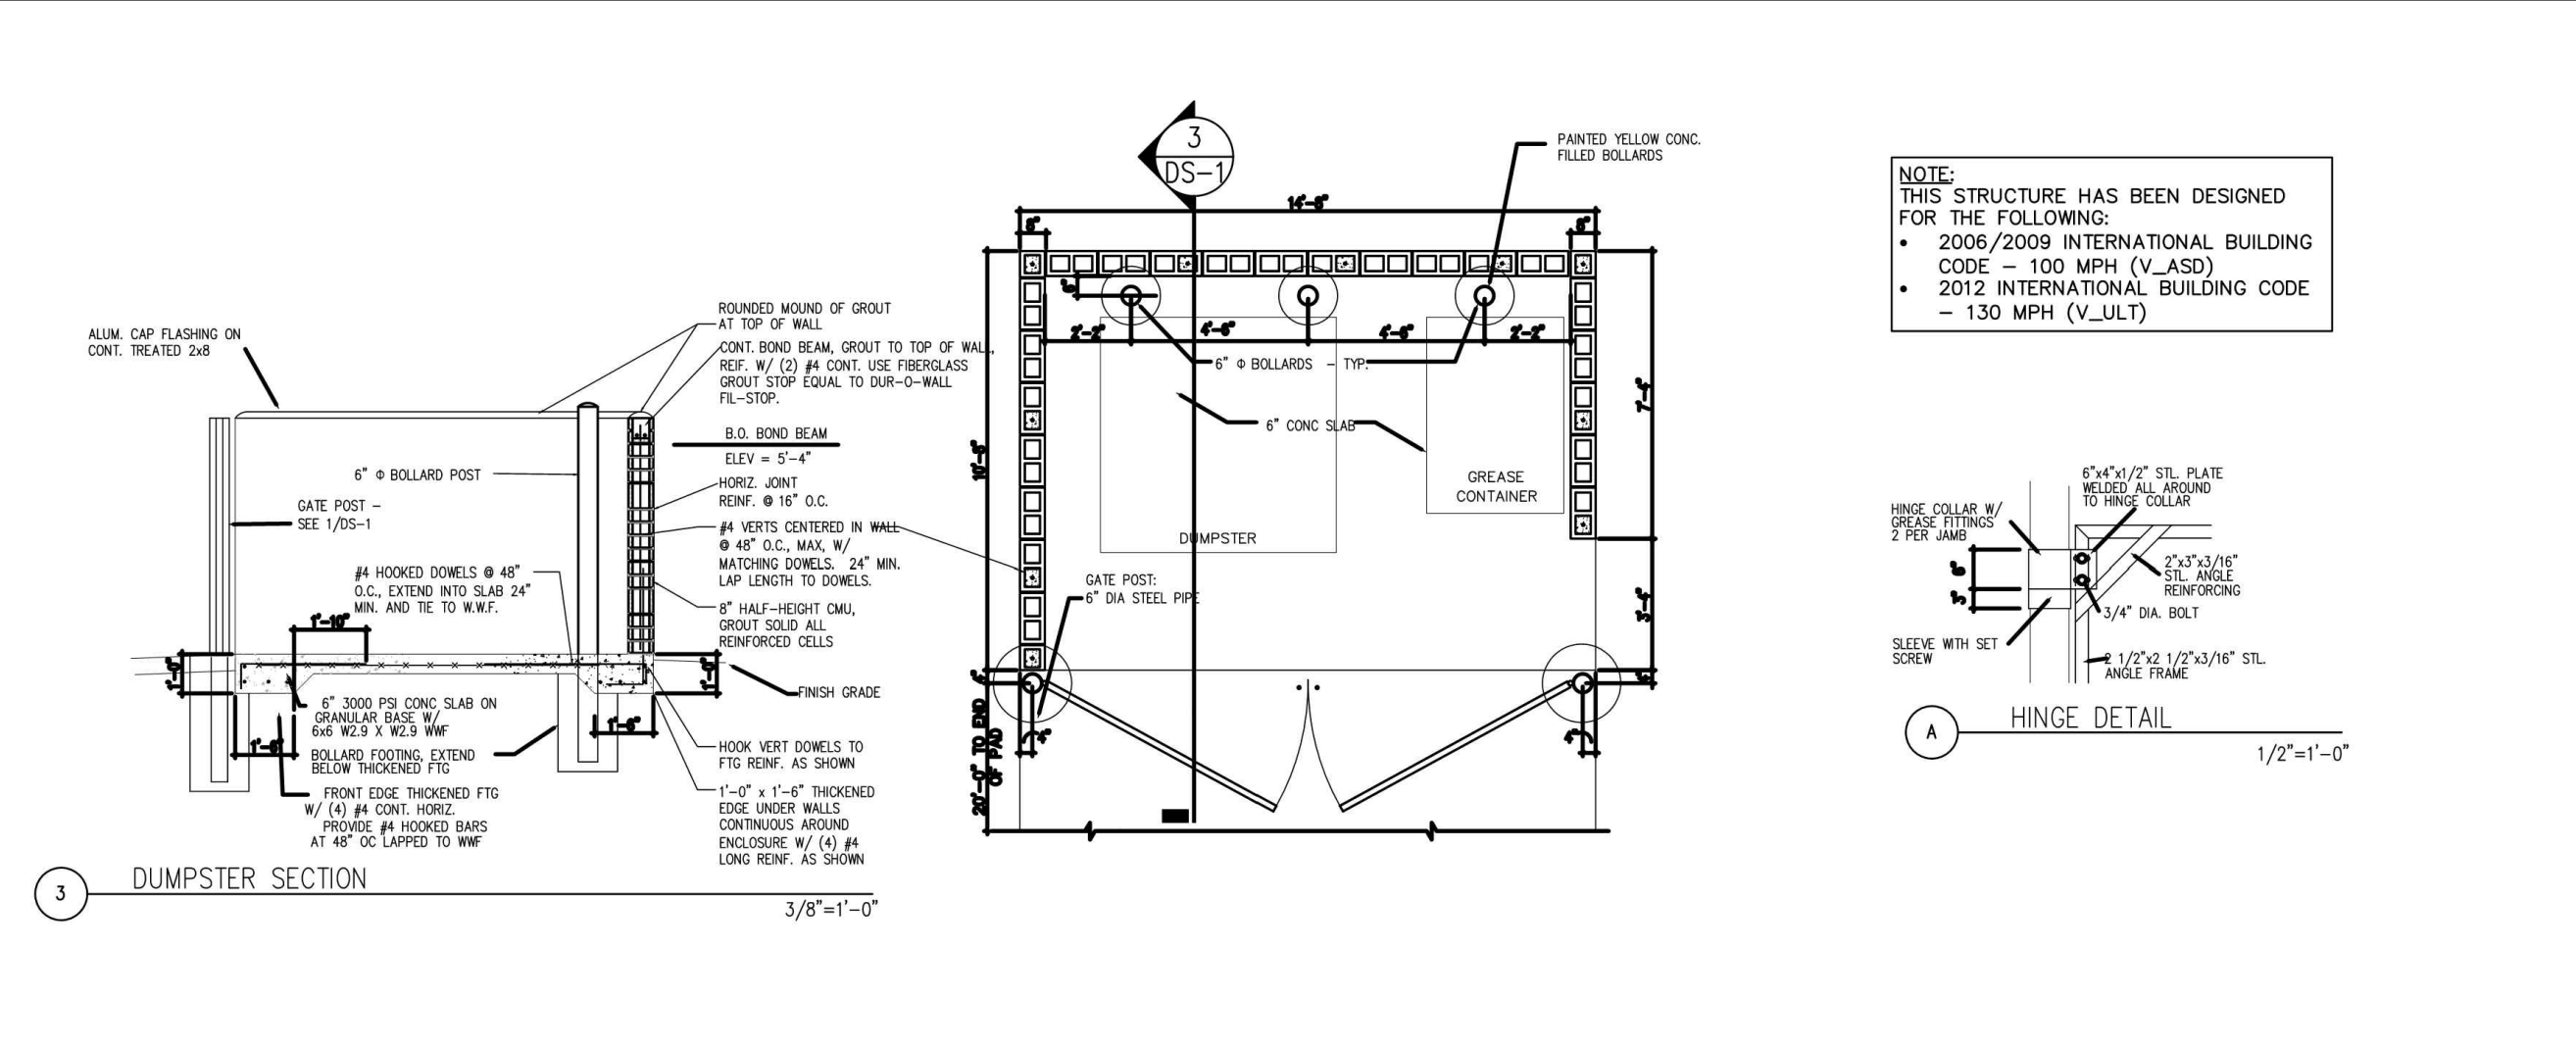 ALUM. CAP FLASHING ON
CONT. TREATED 2x8
ROUNDED MOUND OF GROUT
AT TOP OF WALL
CONT. BOND BEAM, GROUT TO TOP OF WALL,
REIF. W/ (2) #4 CONT. USE FIBERGLASS
GROUT STOP EQUAL TO DUR-O-WALL
FIL-STOP.
B.O. BOND BEAM
ELEV = 5'-4"
6" Φ BOLLARD POST
GATE POST -
SEE 1/DS-1
HORIZ. JOINT
REINF. @ 16" O.C.
#4 VERTS CENTERED IN WALL
@ 48" O.C., MAX, W/
MATCHING DOWELS. 24" MIN.
LAP LENGTH TO DOWELS.
#4 HOOKED DOWELS @ 48"
O.C., EXTEND INTO SLAB 24"
MIN. AND TIE TO W.W.F.
8" HALF-HEIGHT CMU,
GROUT SOLID ALL
REINFORCED CELLS
1'-10"
1'-0"
1'-0"
FINISH GRADE
6" 3000 PSI CONC SLAB ON
GRANULAR BASE W/
6x6 W2.9 X W2.9 WWF
1'-6"
BOLLARD FOOTING, EXTEND
BELOW THICKENED FTG
HOOK VERT DOWELS TO
FTG REINF. AS SHOWN
FRONT EDGE THICKENED FTG
W/ (4) #4 CONT. HORIZ.
PROVIDE #4 HOOKED BARS
AT 48" OC LAPPED TO WWF
1'-0" x 1'-6" THICKENED
EDGE UNDER WALLS
CONTINUOUS AROUND
ENCLOSURE W/ (4) #4
LONG REINF. AS SHOWN
3
DUMPSTER SECTION
3/8"=1'-0"
3
DS-1
PAINTED YELLOW CONC.
FILLED BOLLARDS
14'-8"
8"
8"
2'-2"
4'-6"
4'-6"
2'-2"
6" Φ BOLLARDS - TYP.
6" CONC SLAB
7'-4"
10'-8"
GREASE
CONTAINER
DUMPSTER
GATE POST:
6" DIA STEEL PIPE
3'-4"
4"
4"
4"
20'-0" TO END
OF PAD
NOTE:
THIS STRUCTURE HAS BEEN DESIGNED
FOR THE FOLLOWING:
• 2006/2009 INTERNATIONAL BUILDING
CODE - 100 MPH (V_ASD)
• 2012 INTERNATIONAL BUILDING CODE
- 130 MPH (V_ULT)
6"x4"x1/2" STL. PLATE
WELDED ALL AROUND
TO HINGE COLLAR
HINGE COLLAR W/
GREASE FITTINGS
2 PER JAMB
6"
3"
2"x3"x3/16"
STL. ANGLE
REINFORCING
3/4" DIA. BOLT
SLEEVE WITH SET
SCREW
2 1/2"x2 1/2"x3/16" STL.
ANGLE FRAME
A
HINGE DETAIL
1/2"=1'-0"